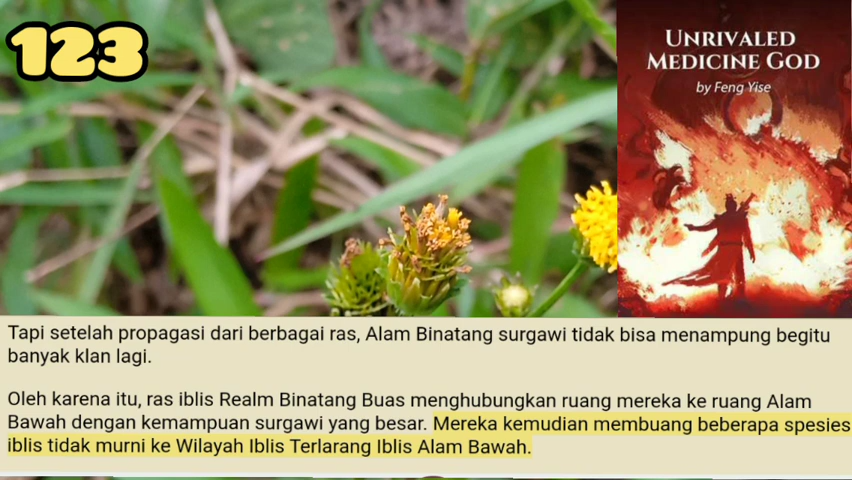 123
UNRIVALED
MEDICINE GOD
by Feng Yise
Tapi setelah propagasi dari berbagai ras, Alam Binatang surgawi tidak bisa menampung begitu
banyak klan lagi.
Oleh karena itu, ras iblis Realm Binatang Buas menghubungkan ruang mereka ke ruang Alam
Bawah dengan kemampuan surgawi yang besar. Mereka kemudian membuang beberapa spesies
iblis tidak murni ke Wilayah Iblis Terlarang Iblis Alam Bawah.